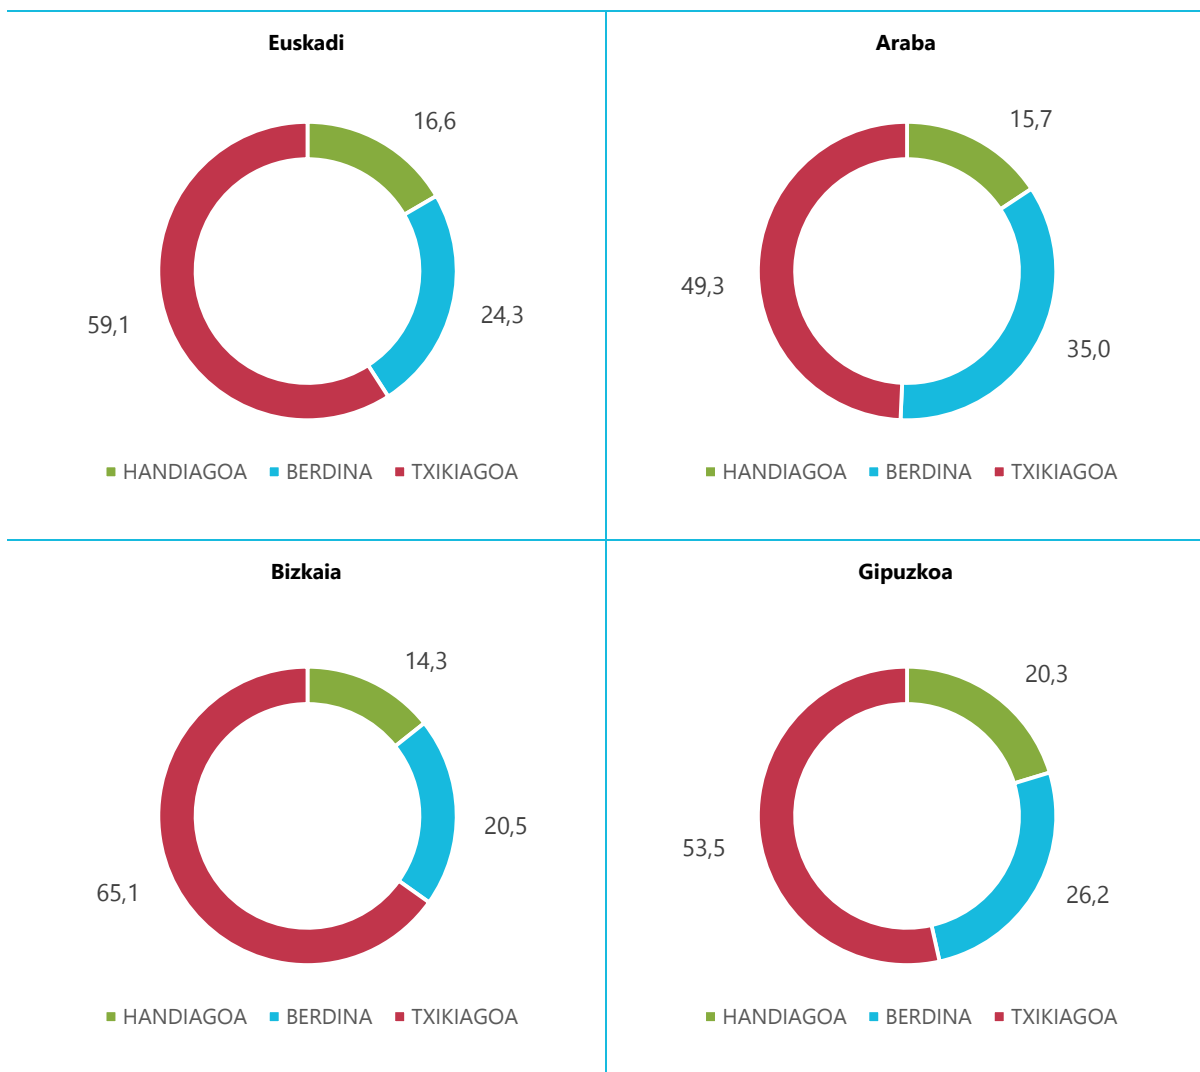 Euskadi
16,6
24,3
59,1
HANDIAGOA BERDINA TXIKIAGOA
Araba
15,7
49,3
35,0
HANDIAGOA BERDINA TXIKIAGOA
Bizkaia
14,3
20,5
65,1
HANDIAGOA BERDINA TXIKIAGOA
Gipuzkoa
20,3
53,5
26,2
HANDIAGOA BERDINA TXIKIAGOA